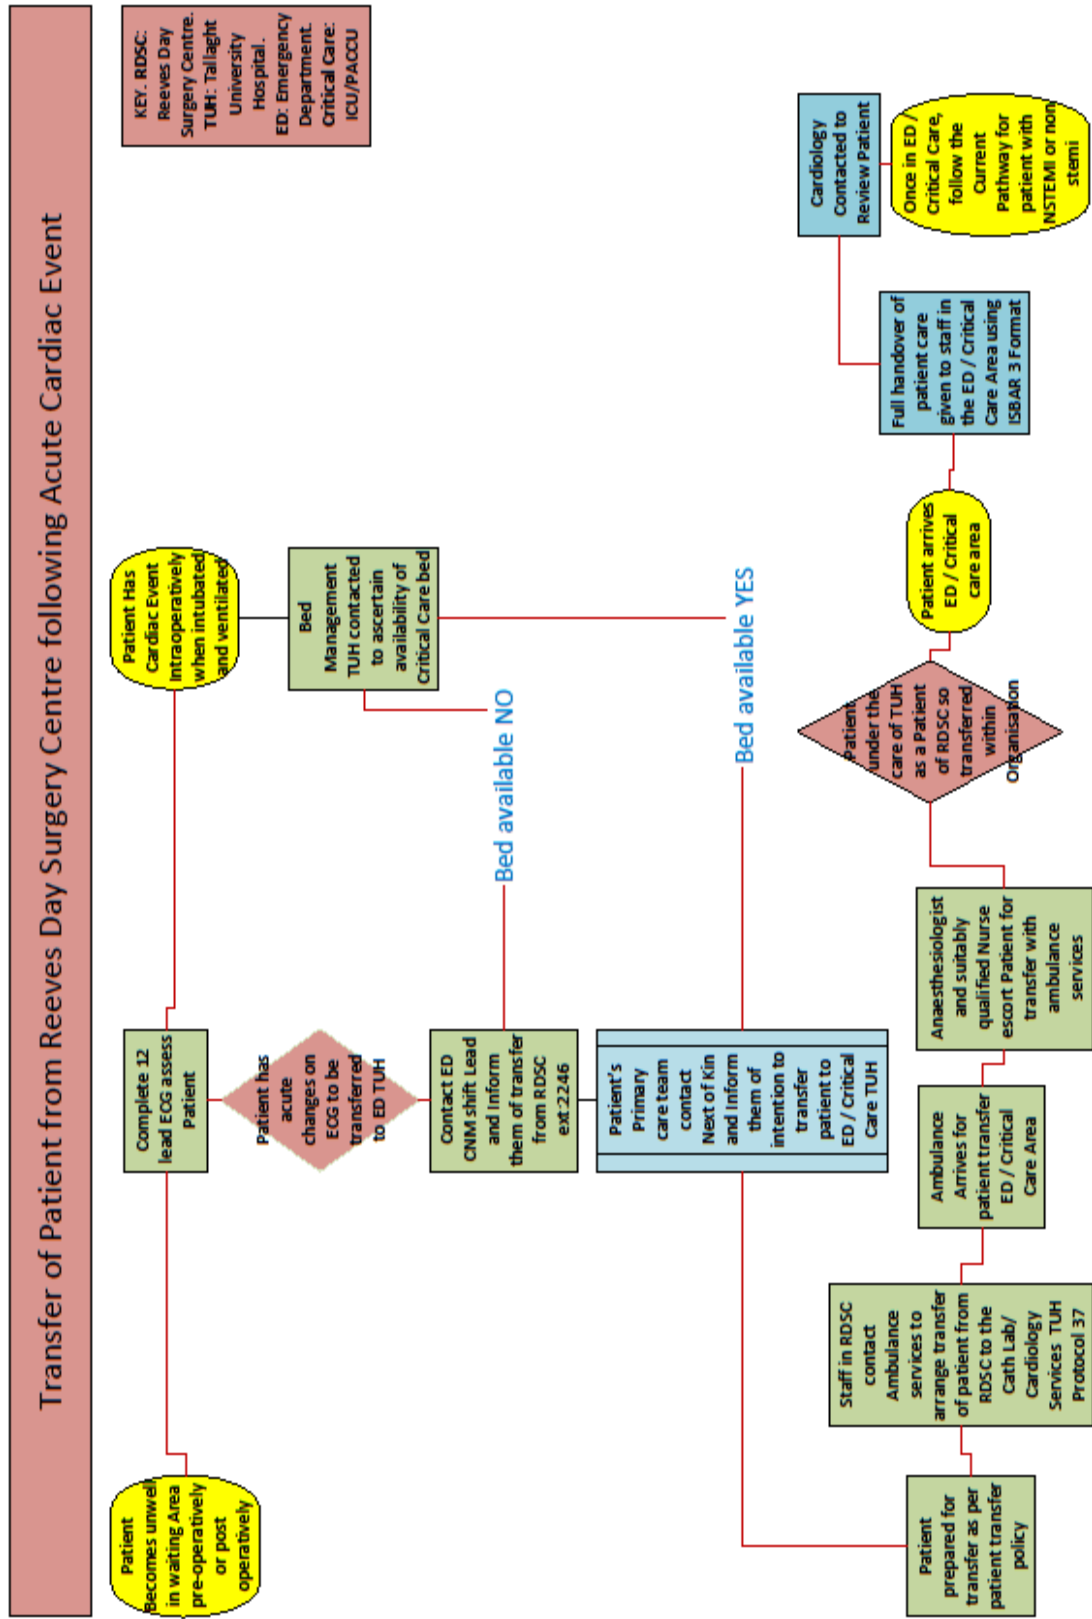 Transfer of Patient from Reeves Day Surgery Centre following Acute Cardiac Event
KEY. RDSC:
Reeves Day
Surgery Centre.
TUH: Tallaght
University
Hospital.
ED: Emergency
Department.
Critical Care:
ICU/PACCU
Patient
Becomes unwell
in waiting Area
pre-operatively
or post
operatively
Complete 12
lead ECG assess
Patient
Patient Has
Cardiac Event
Intraoperatively
when intubated
and ventilated
Patient has
acute
changes on
ECG to be
transferred
to ED TUH
Bed
Management
TUH contacted
to ascertain
availability of
Critical Care bed
Contact ED
CNM shift Lead
and Inform
them of transfer
from RDSC
ext:2246
Bed available NO
Patient's
Primary
care team
contact
Next of Kin
and Inform
them of
intention to
transfer
patient to
ED / Critical
Care TUH
Bed available YES
Patient
prepared for
transfer as per
patient transfer
policy
Staff in RDSC
contact
Ambulance
services to
arrange transfer
of patient from
RDSC to the
Cath Lab/
Cardiology
Services TUH
Protocol 37
Ambulance
Arrives for
patient transfer
ED / Critical
Care Area
Anaesthesiologist
and suitably
qualified Nurse
escort Patient for
transfer with
ambulance
services
Patient
under the
care of TUH
as a Patient
of RDSC so
transferred
within
Organisation
Patient arrives
ED / Critical
care area
Full handover of
patient care
given to staff in
the ED / Critical
Care Area using
ISBAR 3 Format
Cardiology
Contacted to
Review Patient
Once in ED /
Critical Care,
follow the
Current
Pathway for
patient with
NSTEMI or non
stemi